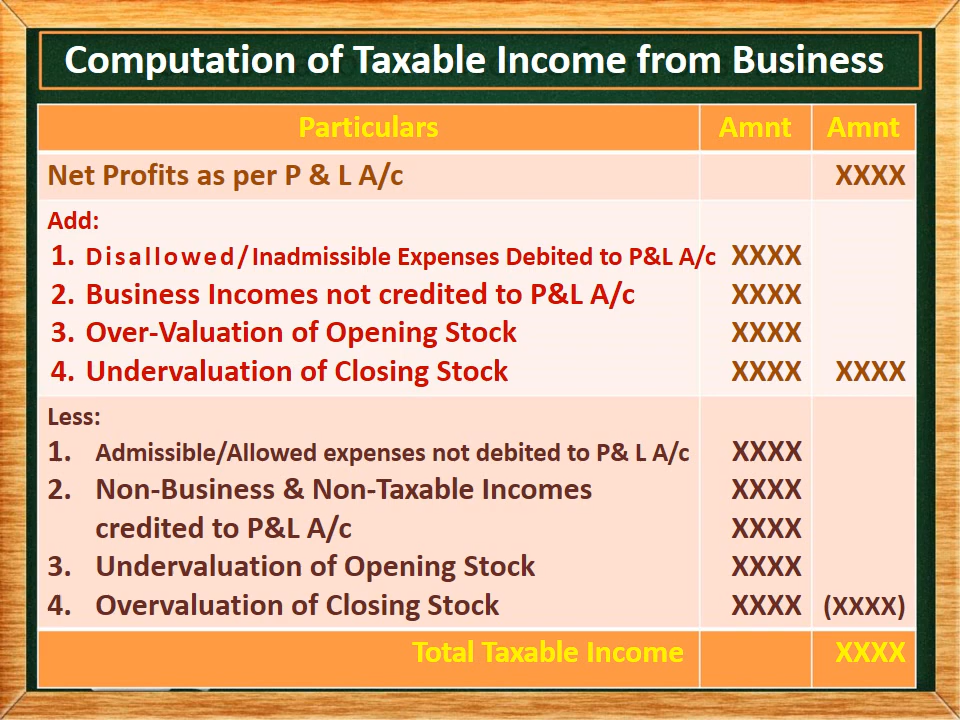 Computation of Taxable Income from Business
Particulars Amnt Amnt
Net Profits as per P & L A/c XXXX
Add:
1. Disallowed/Inadmissible Expenses Debited to P&L A/c XXXX
2. Business Incomes not credited to P&L A/c XXXX
3. Over-Valuation of Opening Stock XXXX
4. Undervaluation of Closing Stock XXXX XXXX
Less:
1. Admissible/Allowed expenses not debited to P& L A/c XXXX
2. Non-Business & Non-Taxable Incomes XXXX
credited to P&L A/c XXXX
3. Undervaluation of Opening Stock XXXX
4. Overvaluation of Closing Stock XXXX (XXXX)
Total Taxable Income XXXX